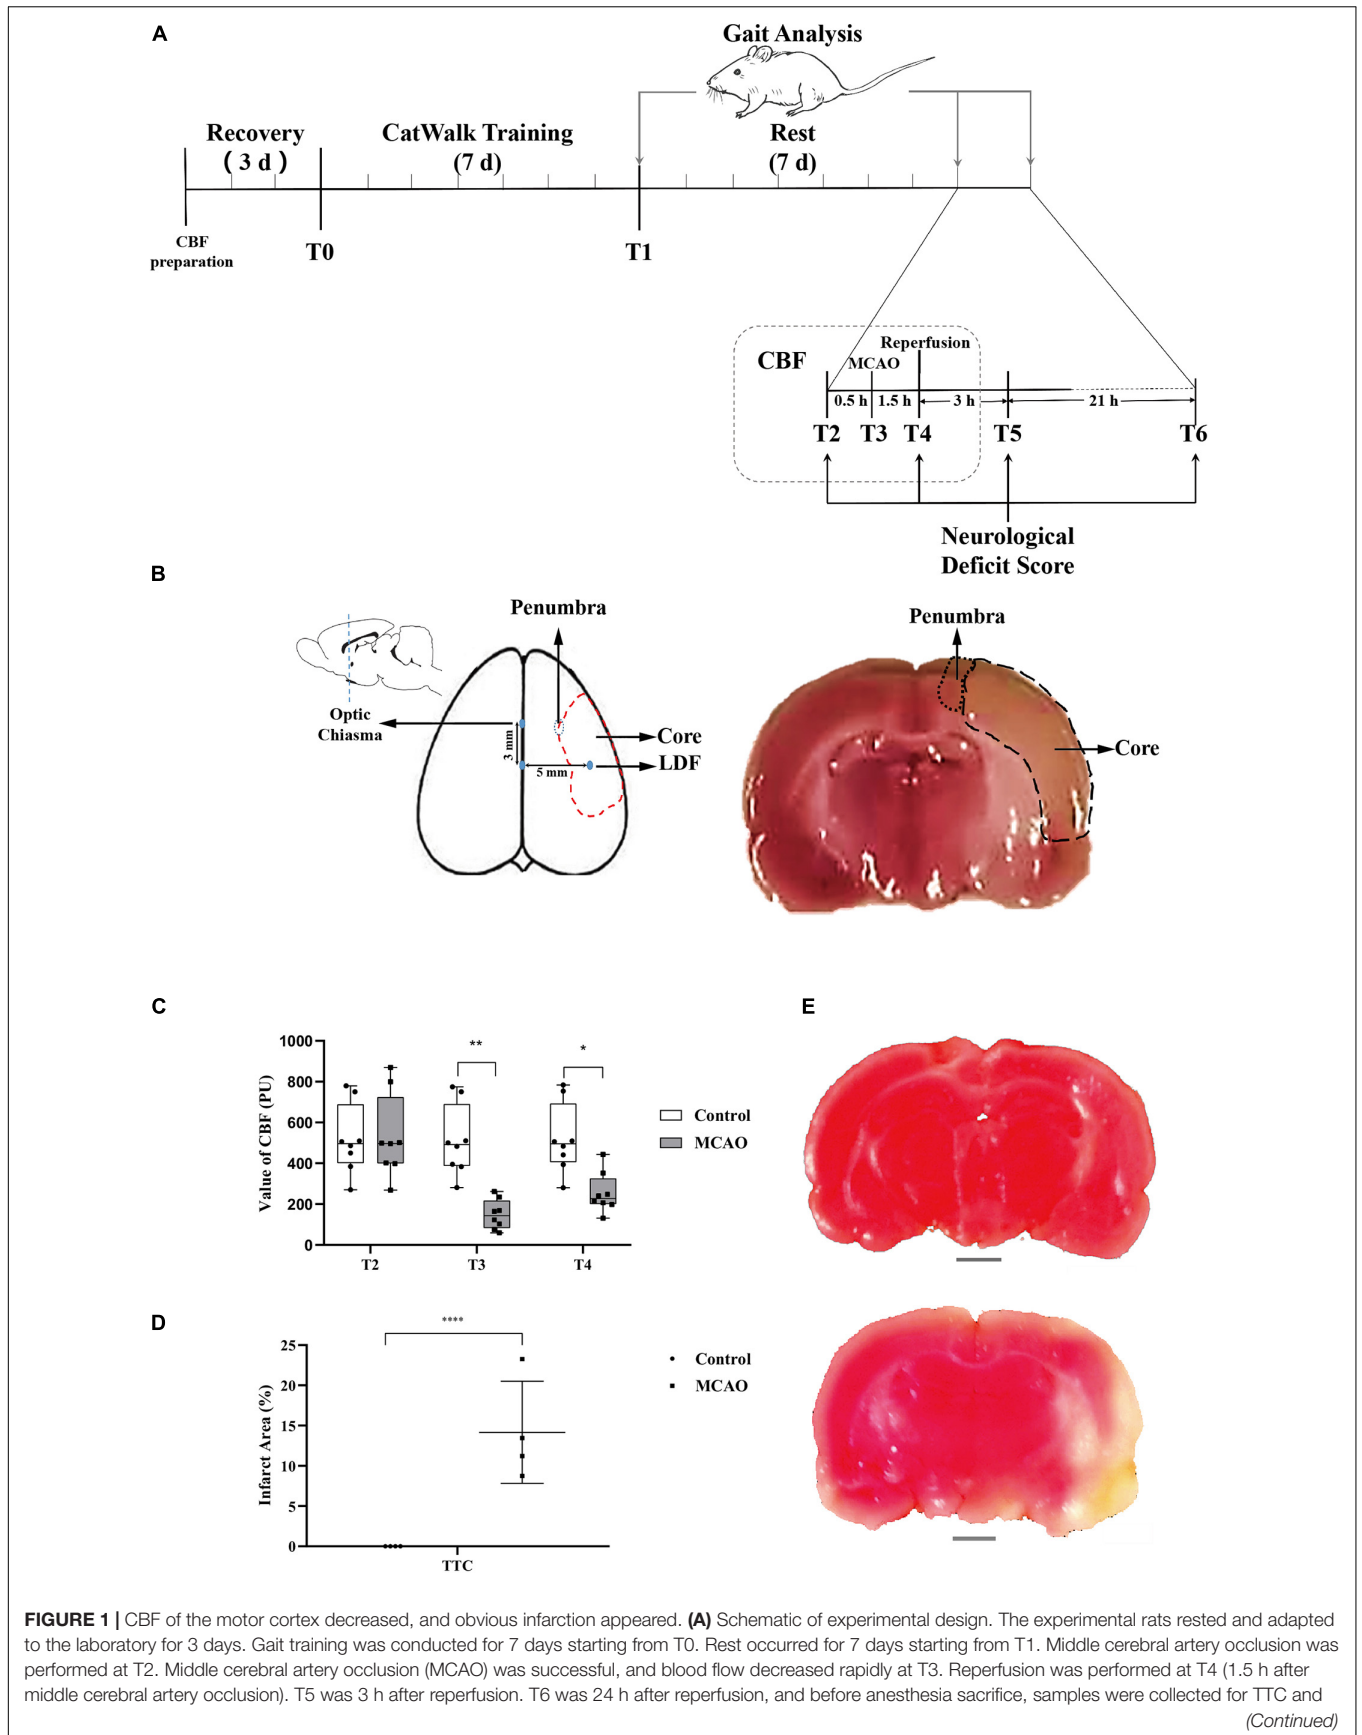 A
Gait Analysis
Recovery
( 3 d )
CatWalk Training
(7 d)
Rest
(7 d)
CBF
preparation
T0
T1
CBF
Reperfusion
MCAO
0.5 h
1.5 h
3 h
21 h
T2
T3
T4
T5
T6
Neurological
Deficit Score
B
Penumbra
Optic
Chiasma
3 mm
5 mm
Core
LDF
Penumbra
Core
C
Value of CBF (PU)
1000
800
600
400
200
0
**
*
T2
T3
T4
Control
MCAO
D
Infarct Area (%)
25
20
15
10
5
0
****
TTC
Control
MCAO
E
FIGURE 1 | CBF of the motor cortex decreased, and obvious infarction appeared. (A) Schematic of experimental design. The experimental rats rested and adapted
to the laboratory for 3 days. Gait training was conducted for 7 days starting from T0. Rest occurred for 7 days starting from T1. Middle cerebral artery occlusion was
performed at T2. Middle cerebral artery occlusion (MCAO) was successful, and blood flow decreased rapidly at T3. Reperfusion was performed at T4 (1.5 h after
middle cerebral artery occlusion). T5 was 3 h after reperfusion. T6 was 24 h after reperfusion, and before anesthesia sacrifice, samples were collected for TTC and
(Continued)